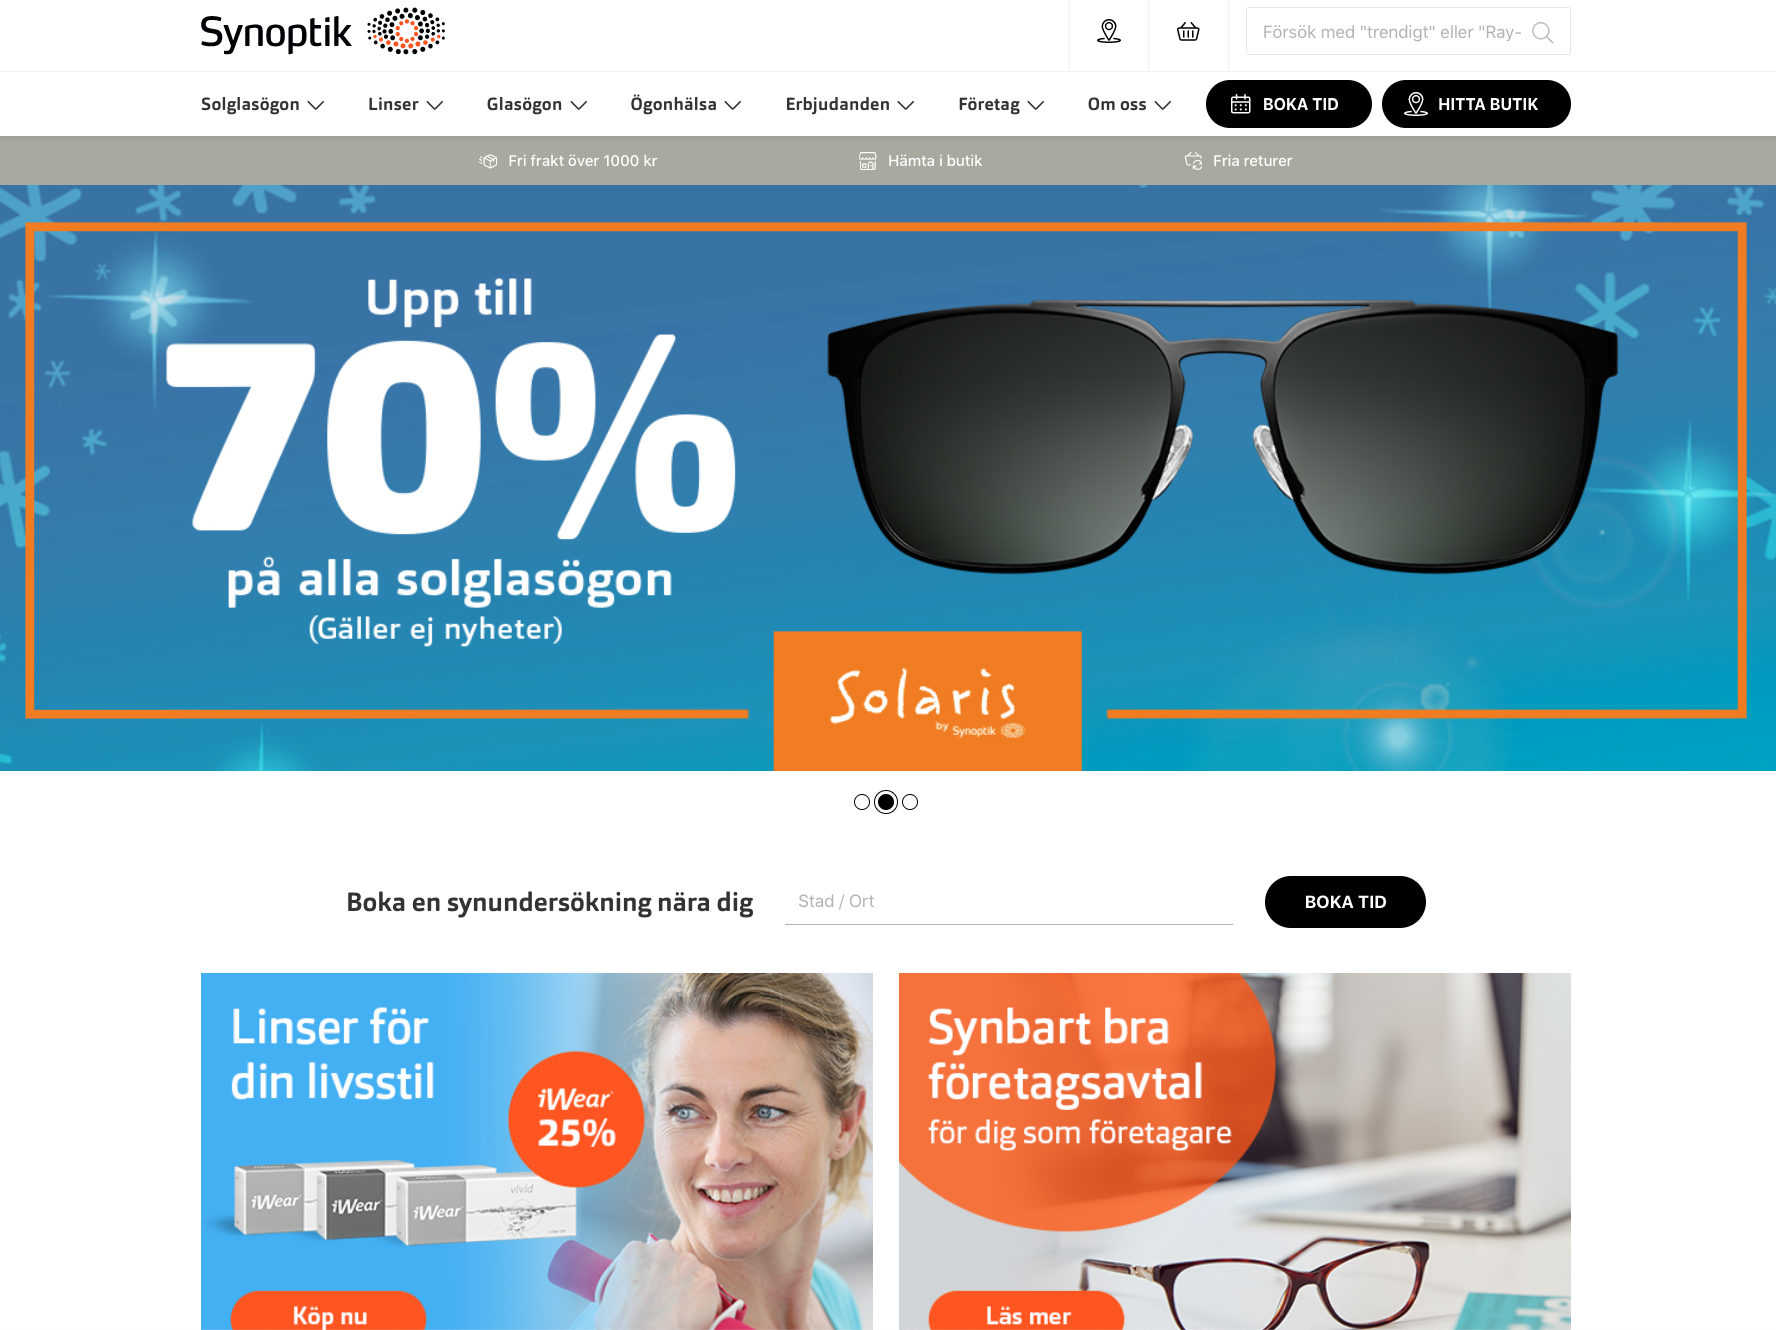 Synoptik
Försök med "trendigt" eller "Ray-
Solglasögon
Linser
Glasögon
Ögonhälsa
Erbjudanden
Företag
Om oss
BOKA TID
HITTA BUTIK
Fri frakt över 1000 kr
Hämta i butik
Fria returer
Upp till
70%
på alla solglasögon
(Gäller ej nyheter)
Solaris
by Synoptik
Boka en synundersökning nära dig
Stad / Ort
BOKA TID
Linser för
din livsstil
iWear
25%
iWear
iWear
iWear
vivid
Köp nu
Synbart bra
företagsavtal
för dig som företagare
Läs mer